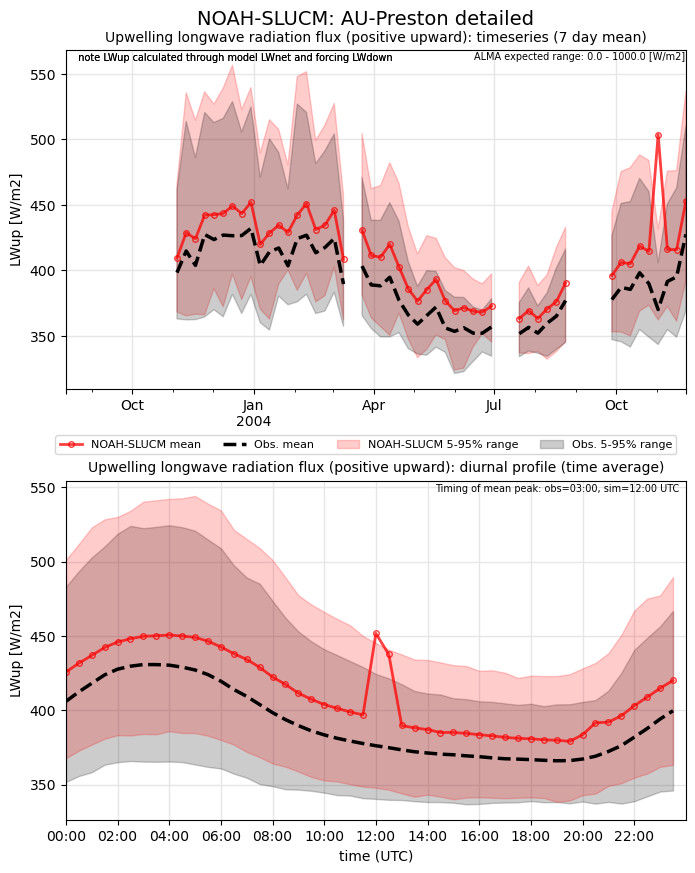 NOAH-SLUCM: AU-Preston detailed
Upwelling longwave radiation flux (positive upward): timeseries (7 day mean)
note LWup calculated through model LWnet and forcing LWdown
ALMA expected range: 0.0 - 1000.0 [W/m2]
550
500
450
400
350
LWup [W/m2]
Oct
Jan
2004
Apr
Jul
Oct
NOAH-SLUCM mean
Obs. mean
NOAH-SLUCM 5-95% range
Obs. 5-95% range
Upwelling longwave radiation flux (positive upward): diurnal profile (time average)
Timing of mean peak: obs=03:00, sim=12:00 UTC
550
500
450
400
350
LWup [W/m2]
00:00
02:00
04:00
06:00
08:00
10:00
12:00
14:00
16:00
18:00
20:00
22:00
time (UTC)